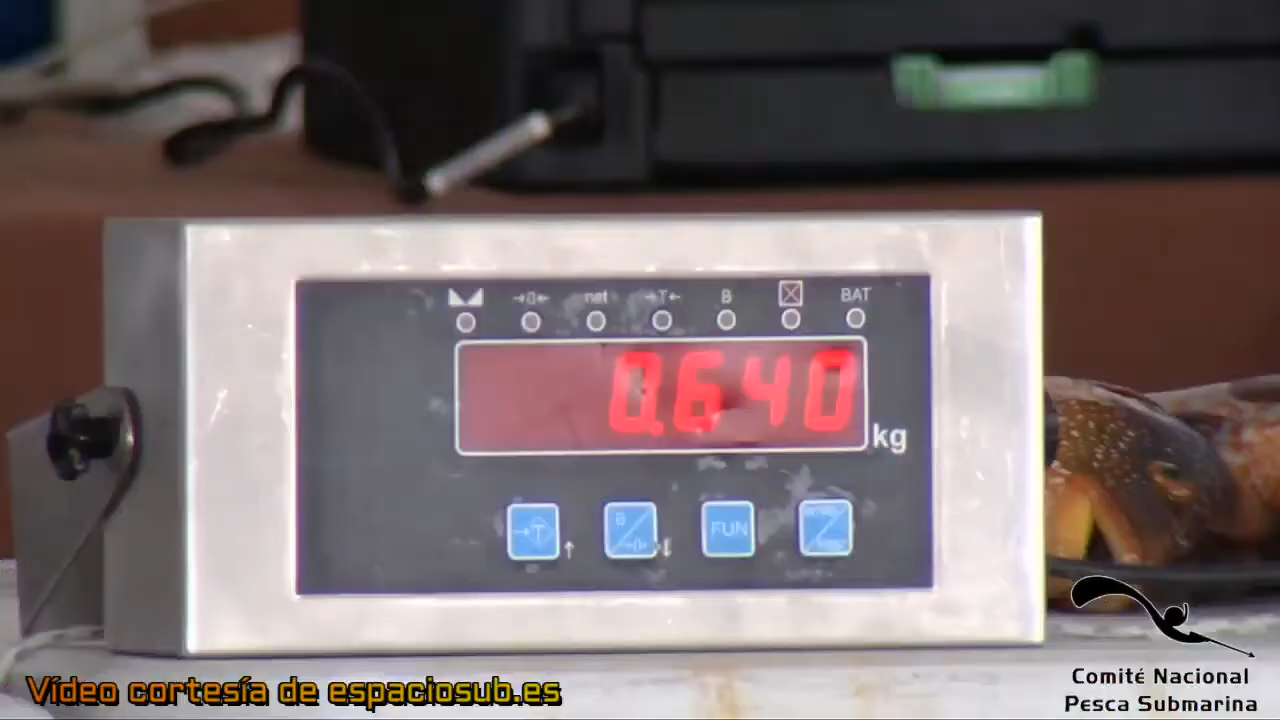 net →T← B BAT
0.640
kg
FUN
Vídeo cortesía de espaciosub.es
Comité Nacional
Pesca Submarina